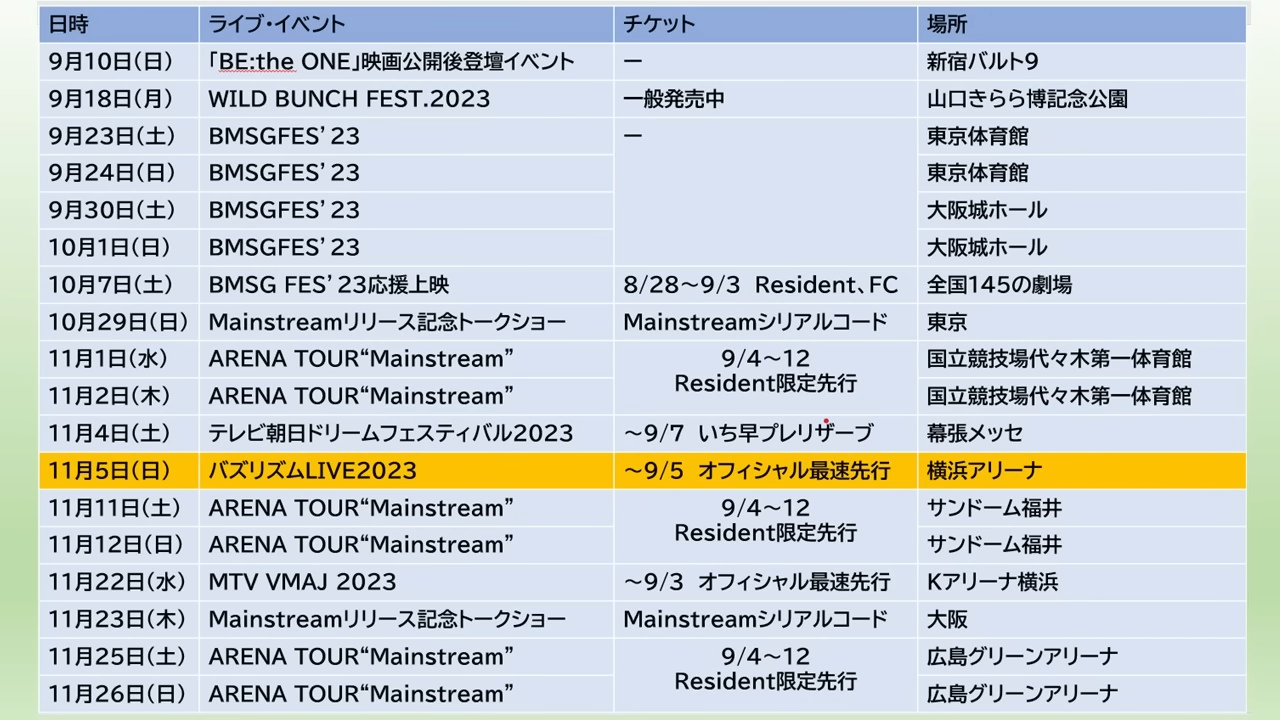 日時 ライブ・イベント チケット 場所
9月10日(日) 「BE:the ONE」映画公開後登壇イベント ー 新宿バルト9
9月18日(月) WILD BUNCH FEST.2023 一般発売中 山口きらら博記念公園
9月23日(土) BMSGFES’23 ー 東京体育館
9月24日(日) BMSGFES’23 東京体育館
9月30日(土) BMSGFES’23 大阪城ホール
10月1日(日) BMSGFES’23 大阪城ホール
10月7日(土) BMSG FES’23応援上映 8/28～9/3 Resident、FC 全国145の劇場
10月29日(日) Mainstreamリリース記念トークショー Mainstreamシリアルコード 東京
11月1日(水) ARENA TOUR“Mainstream” 9/4～12 国立競技場代々木第一体育館
Resident限定先行
11月2日(木) ARENA TOUR“Mainstream” 国立競技場代々木第一体育館
11月4日(土) テレビ朝日ドリームフェスティバル2023 ～9/7 いち早プレリザーブ 幕張メッセ
11月5日(日) バズリズムLIVE2023 ～9/5 オフィシャル最速先行 横浜アリーナ
11月11日(土) ARENA TOUR“Mainstream” 9/4～12 サンドーム福井
Resident限定先行
11月12日(日) ARENA TOUR“Mainstream” サンドーム福井
11月22日(水) MTV VMAJ 2023 ～9/3 オフィシャル最速先行 Kアリーナ横浜
11月23日(木) Mainstreamリリース記念トークショー Mainstreamシリアルコード 大阪
11月25日(土) ARENA TOUR“Mainstream” 9/4～12 広島グリーンアリーナ
Resident限定先行
11月26日(日) ARENA TOUR“Mainstream” 広島グリーンアリーナ